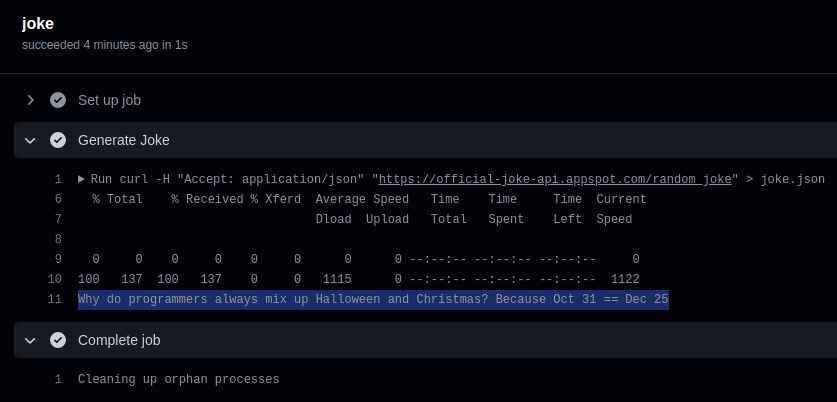 joke
succeeded 4 minutes ago in 1s
Set up job
Generate Joke
1 Run curl -H "Accept: application/json" "https://official-joke-api.appspot.com/random_joke" > joke.json
6 % Total % Received % Xferd Average Speed Time Time Time Current
7 Dload Upload Total Spent Left Speed
8
9 0 0 0 0 0 0 0 0 --:--:-- --:--:-- --:--:-- 0
10 100 137 100 137 0 0 1115 0 --:--:-- --:--:-- --:--:-- 1122
11 Why do programmers always mix up Halloween and Christmas? Because Oct 31 == Dec 25
Complete job
1 Cleaning up orphan processes